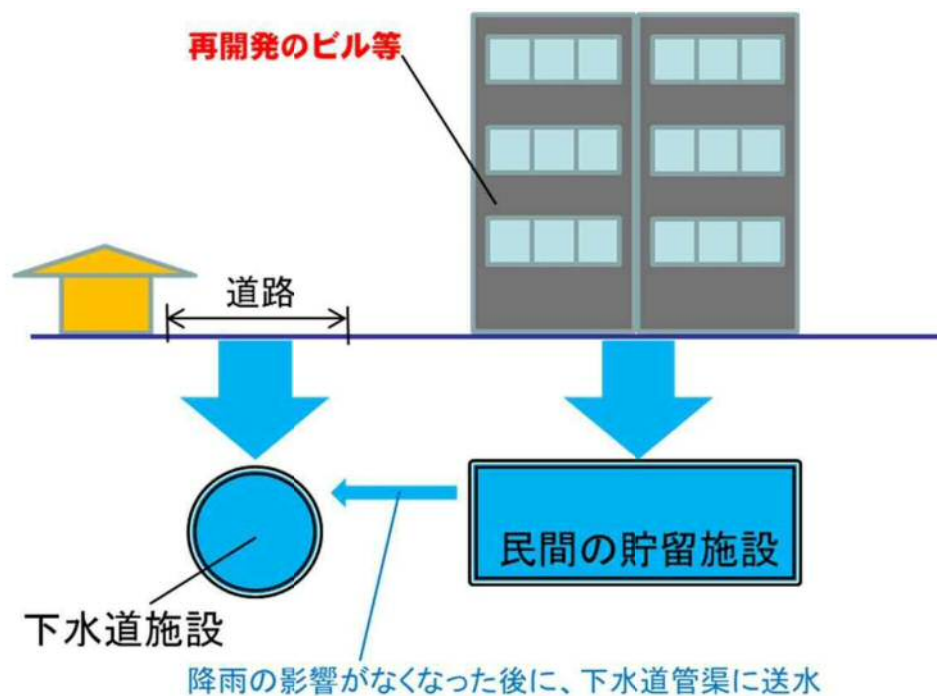 再開発のビル等
道路
民間の貯留施設
下水道施設
降雨の影響がなくなった後に、下水道管渠に送水